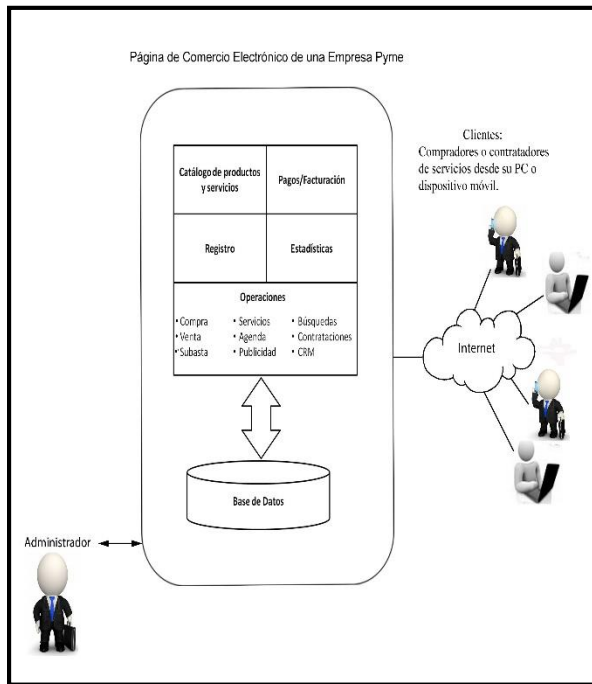 Página de Comercio Electrónico de una Empresa Pyme
Clientes:
Compradores o contratadores
de servicios desde su PC o
dispositivo móvil.
Catálogo de productos
y servicios
Pagos/Facturación
Registro
Estadísticas
Operaciones
• Compra
• Venta
• Subasta
• Servicios
• Agenda
• Publicidad
• Búsquedas
• Contrataciones
• CRM
Internet
Base de Datos
Administrador